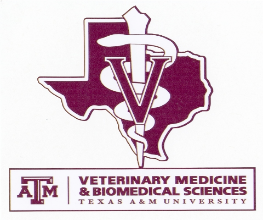 V
ATM
VETERINARY MEDICINE
& BIOMEDICAL SCIENCES
TEXAS A&M UNIVERSITY